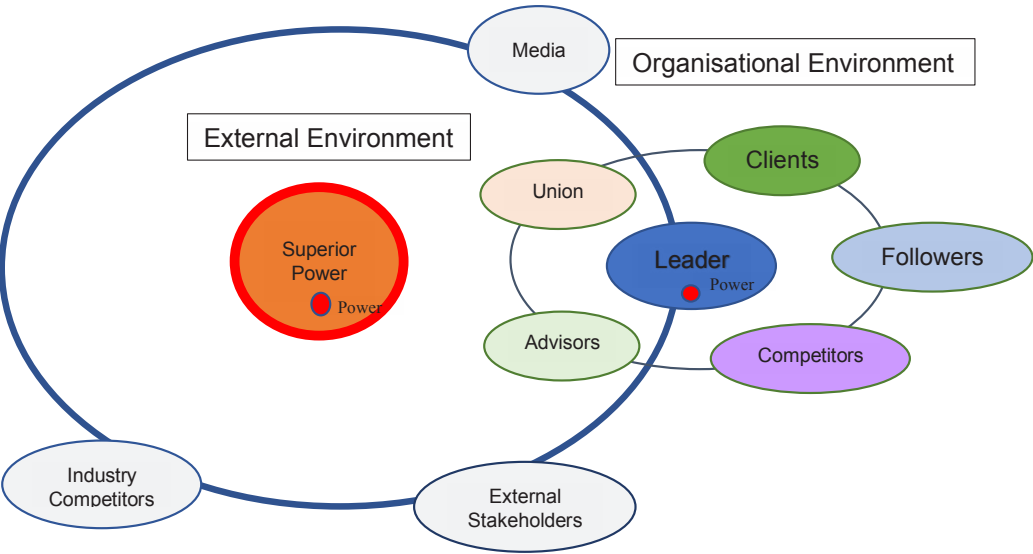 Media
Organisational Environment
External Environment
Clients
Union
Superior
Power
Power
Leader
Power
Followers
Advisors
Competitors
Industry
Competitors
External
Stakeholders